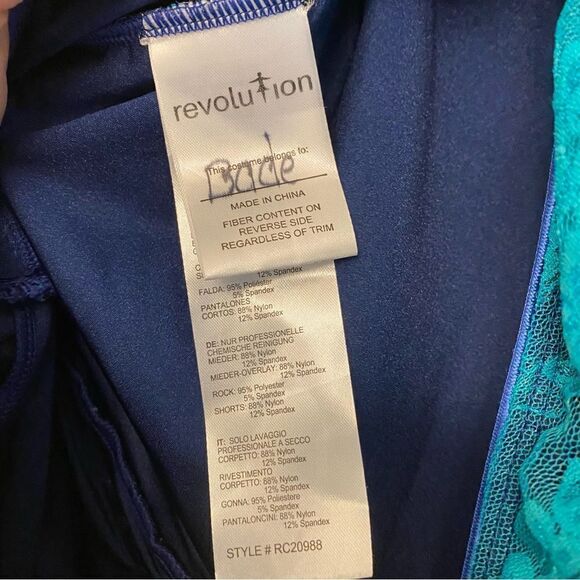 revolution
This costume belongs to:
Bade
MADE IN CHINA
FIBER CONTENT ON
REVERSE SIDE
REGARDLESS OF TRIM
12% Spandex
FALDA: 95% Poliéster
5% Spandex
PANTALONES
CORTOS: 88% Nylon
12% Spandex
DE: NUR PROFESSIONELLE
CHEMISCHE REINIGUNG
MIEDER: 88% Nylon
12% Spandex
MIEDER-OVERLAY: 88% Nylon
12% Spandex
ROCK: 95% Polyester
5% Spandex
SHORTS: 88% Nylon
12% Spandex
IT: SOLO LAVAGGIO
PROFESSIONALE A SECCO
CORPETTO: 88% Nylon
12% Spandex
RIVESTIMENTO
CORPETTO: 88% Nylon
12% Spandex
GONNA: 95% Poliestere
5% Spandex
PANTALONCINI: 88% Nylon
12% Spandex
STYLE # RC20988